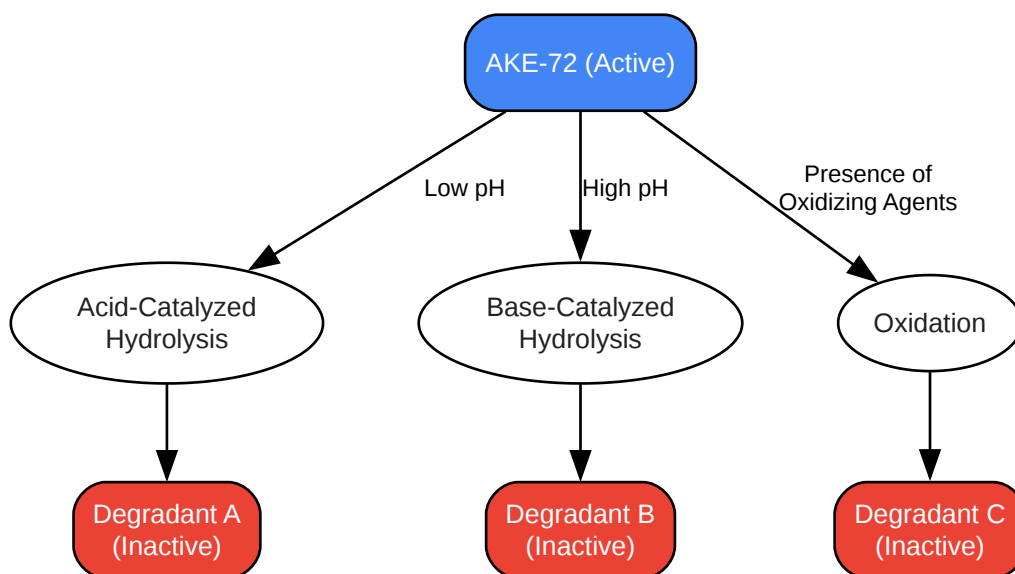 AKE-72 (Active)
Low pH
High pH
Presence of
Oxidizing Agents
Acid-Catalyzed
Hydrolysis
Base-Catalyzed
Hydrolysis
Oxidation
Degradant A
(Inactive)
Degradant B
(Inactive)
Degradant C
(Inactive)